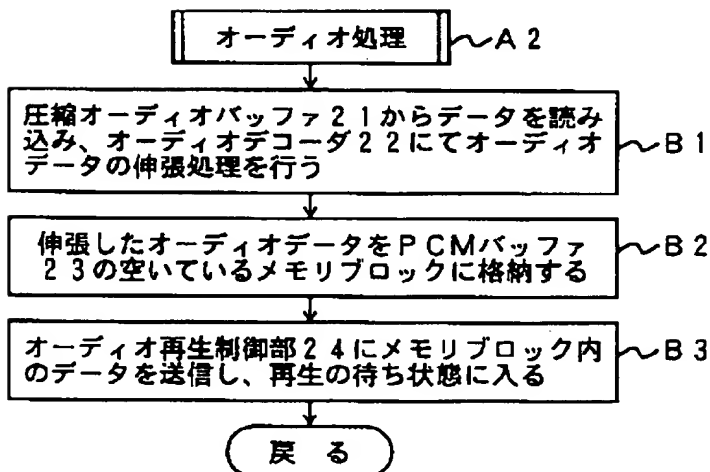 オーディオ処理 A2
圧縮オーディオバッファ21からデータを読み
込み、オーディオデコーダ22にてオーディオ
データの伸張処理を行う
B1
伸張したオーディオデータをPCMバッファ
23の空いているメモリブロックに格納する
B2
オーディオ再生制御部24にメモリブロック内
のデータを送信し、再生の待ち状態に入る
B3
戻る